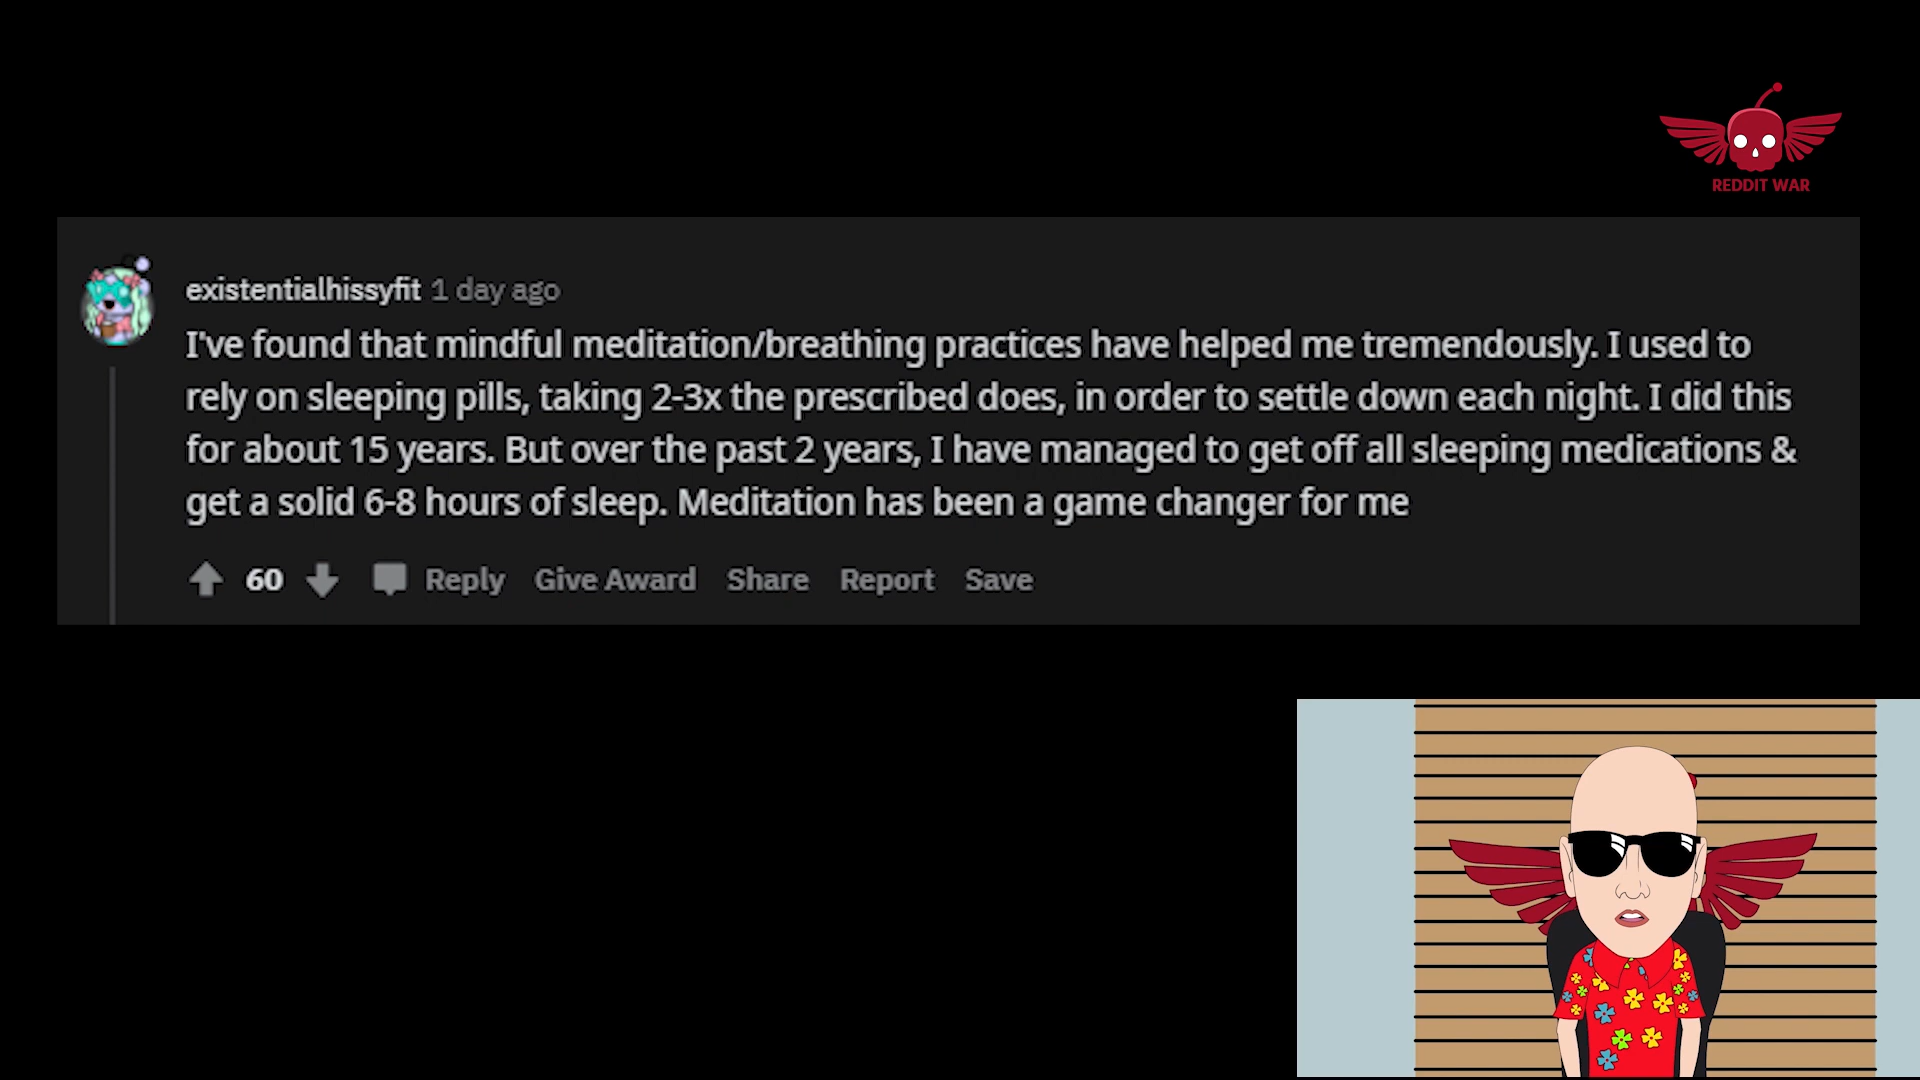 REDDIT WAR
existentialhissyfit 1 day ago
I've found that mindful meditation/breathing practices have helped me tremendously. I used to
rely on sleeping pills, taking 2-3x the prescribed does, in order to settle down each night. I did this
for about 15 years. But over the past 2 years, I have managed to get off all sleeping medications &
get a solid 6-8 hours of sleep. Meditation has been a game changer for me
60 Reply Give Award Share Report Save